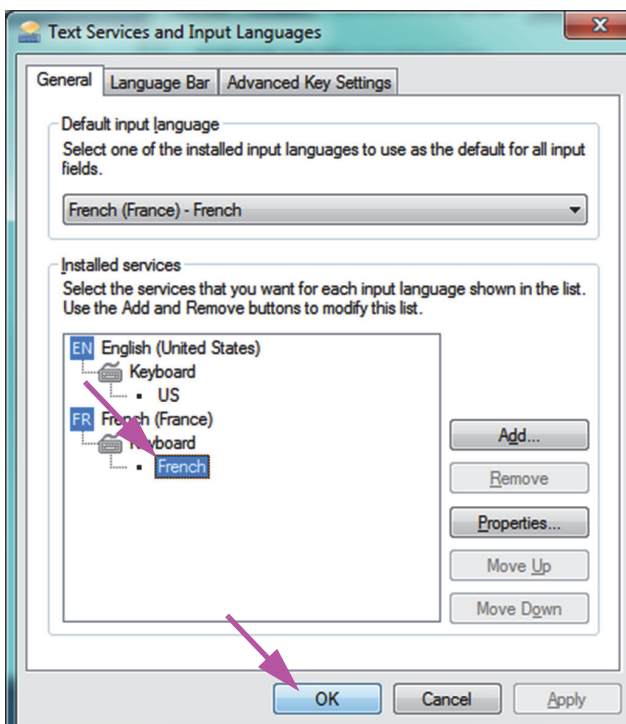 Text Services and Input Languages
General Language Bar Advanced Key Settings
Default input language
Select one of the installed input languages to use as the default for all input
fields.
French (France) - French
Installed services
Select the services that you want for each input language shown in the list.
Use the Add and Remove buttons to modify this list.
EN English (United States)
Keyboard
US
FR French (France)
Keyboard
French
Add...
Remove
Properties...
Move Up
Move Down
OK Cancel Apply